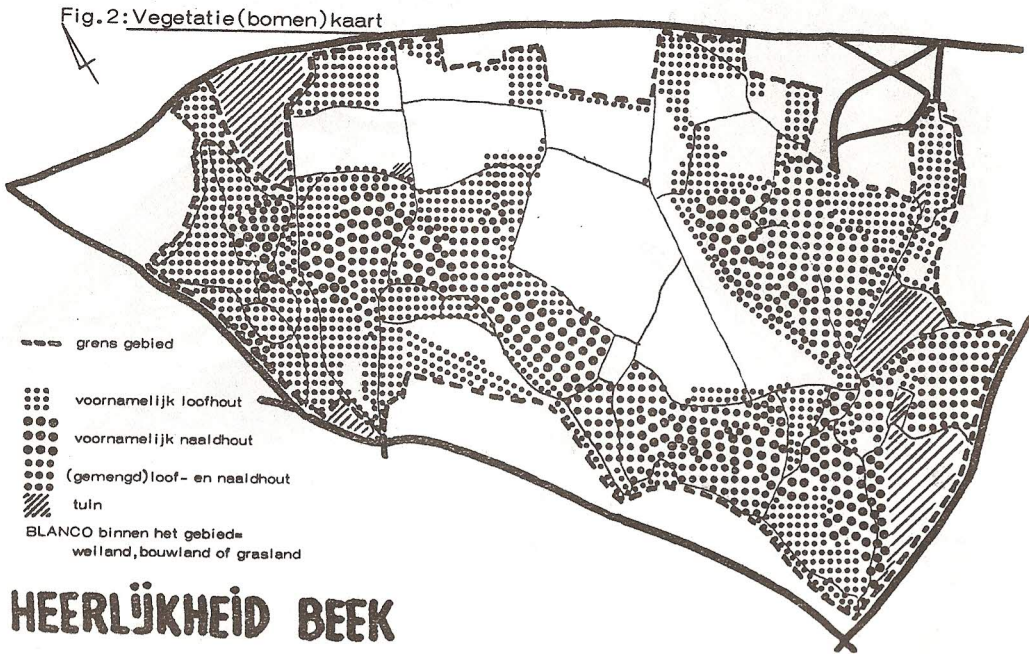 Fig.2: Vegetatie(bomen)kaart
grens gebied
voornamelijk loofhout
voornamelijk naaldhout
(gemengd)loof- en naaldhout
tuin
BLANCO binnen het gebied=
weiland,bouwland of grasland
HEERLIJKHEID BEEK